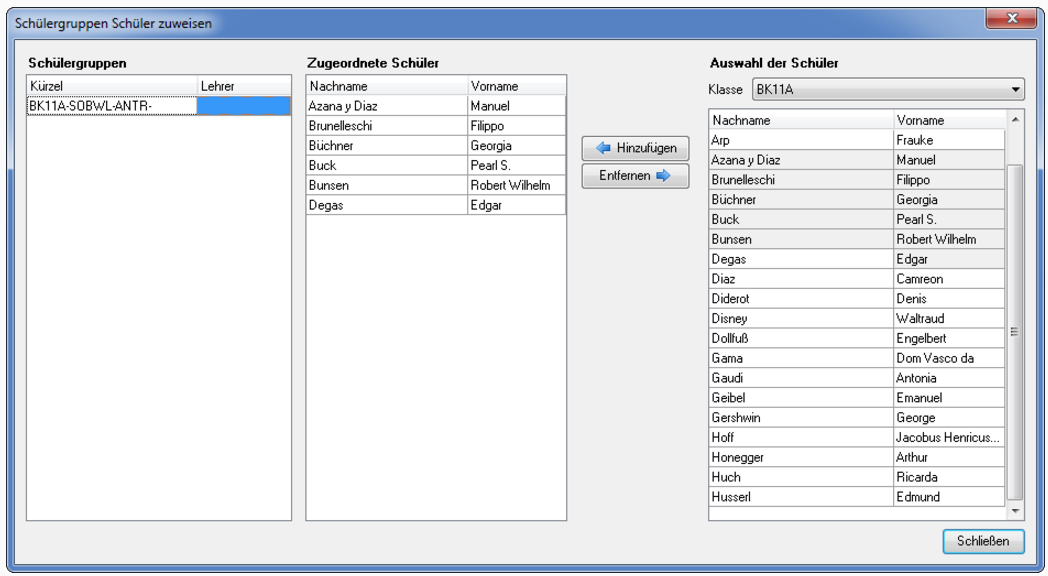 Schülergruppen Schüler zuweisen
Schülergruppen
Kürzel Lehrer
BK11A-SOBWL-ANTR-
Zugeordnete Schüler
Nachname Vorname
Azana y Diaz Manuel
Brunelleschi Filippo
Büchner Georgia
Buck Pearl S.
Bunsen Robert Wilhelm
Degas Edgar
Hinzufügen
Entfernen
Auswahl der Schüler
Klasse BK11A
Nachname Vorname
Arp Frauke
Azana y Diaz Manuel
Brunelleschi Filippo
Büchner Georgia
Buck Pearl S.
Bunsen Robert Wilhelm
Degas Edgar
Diaz Camreon
Diderot Denis
Disney Waltraud
Dollfuß Engelbert
Gama Dom Vasco da
Gaudi Antonia
Geibel Emanuel
Gershwin George
Hoff Jacobus Henricus...
Honegger Arthur
Huch Ricarda
Husserl Edmund
Schließen